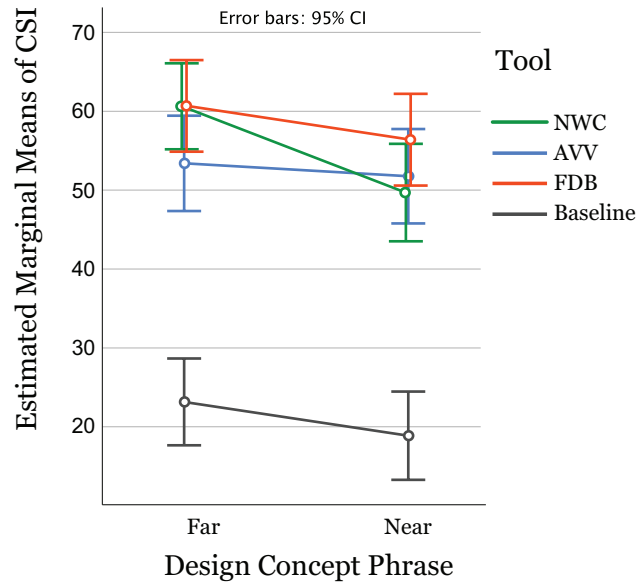 Error bars: 95% CI
Estimated Marginal Means of CSI
70
60
50
40
30
20
Far
Near
Design Concept Phrase
Tool
NWC
AVV
FDB
Baseline